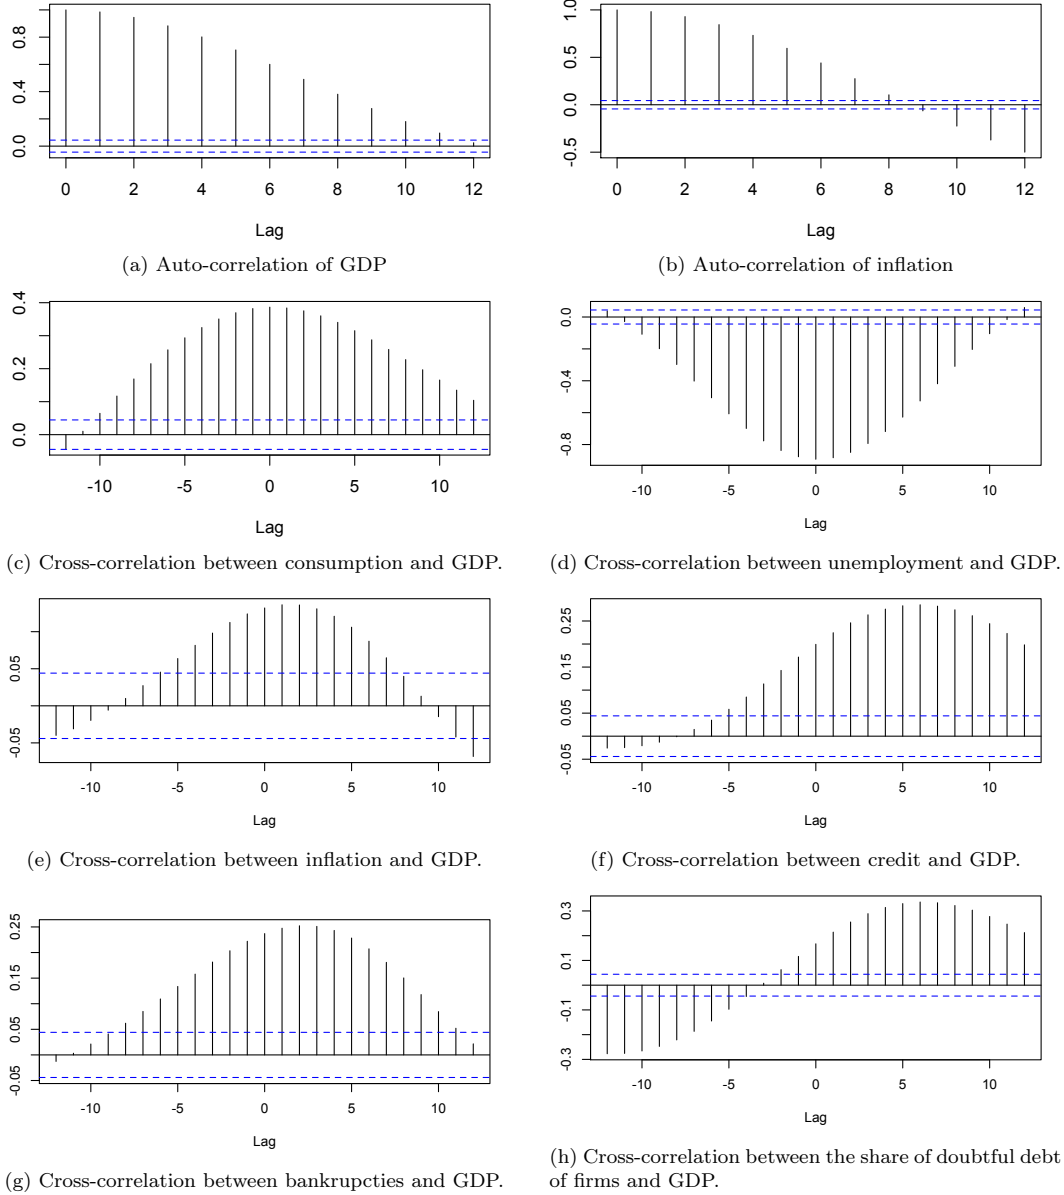 0.0 0.4 0.8
0 2 4 6 8 10 12
Lag
(a) Auto-correlation of GDP
-0.5 0.0 0.5 1.0
0 2 4 6 8 10 12
Lag
(b) Auto-correlation of inflation
0.0 0.2 0.4
-10 -5 0 5 10
Lag
(c) Cross-correlation between consumption and GDP.
-0.8 -0.4 0.0
-10 -5 0 5 10
Lag
(d) Cross-correlation between unemployment and GDP.
-0.05 0.05
-10 -5 0 5 10
Lag
(e) Cross-correlation between inflation and GDP.
-0.05 0.05 0.15 0.25
-10 -5 0 5 10
Lag
(f) Cross-correlation between credit and GDP.
-0.05 0.05 0.15 0.25
-10 -5 0 5 10
Lag
(g) Cross-correlation between bankrupcties and GDP.
-0.3 -0.1 0.1 0.3
-10 -5 0 5 10
Lag
(h) Cross-correlation between the share of doubtful debt
of firms and GDP.